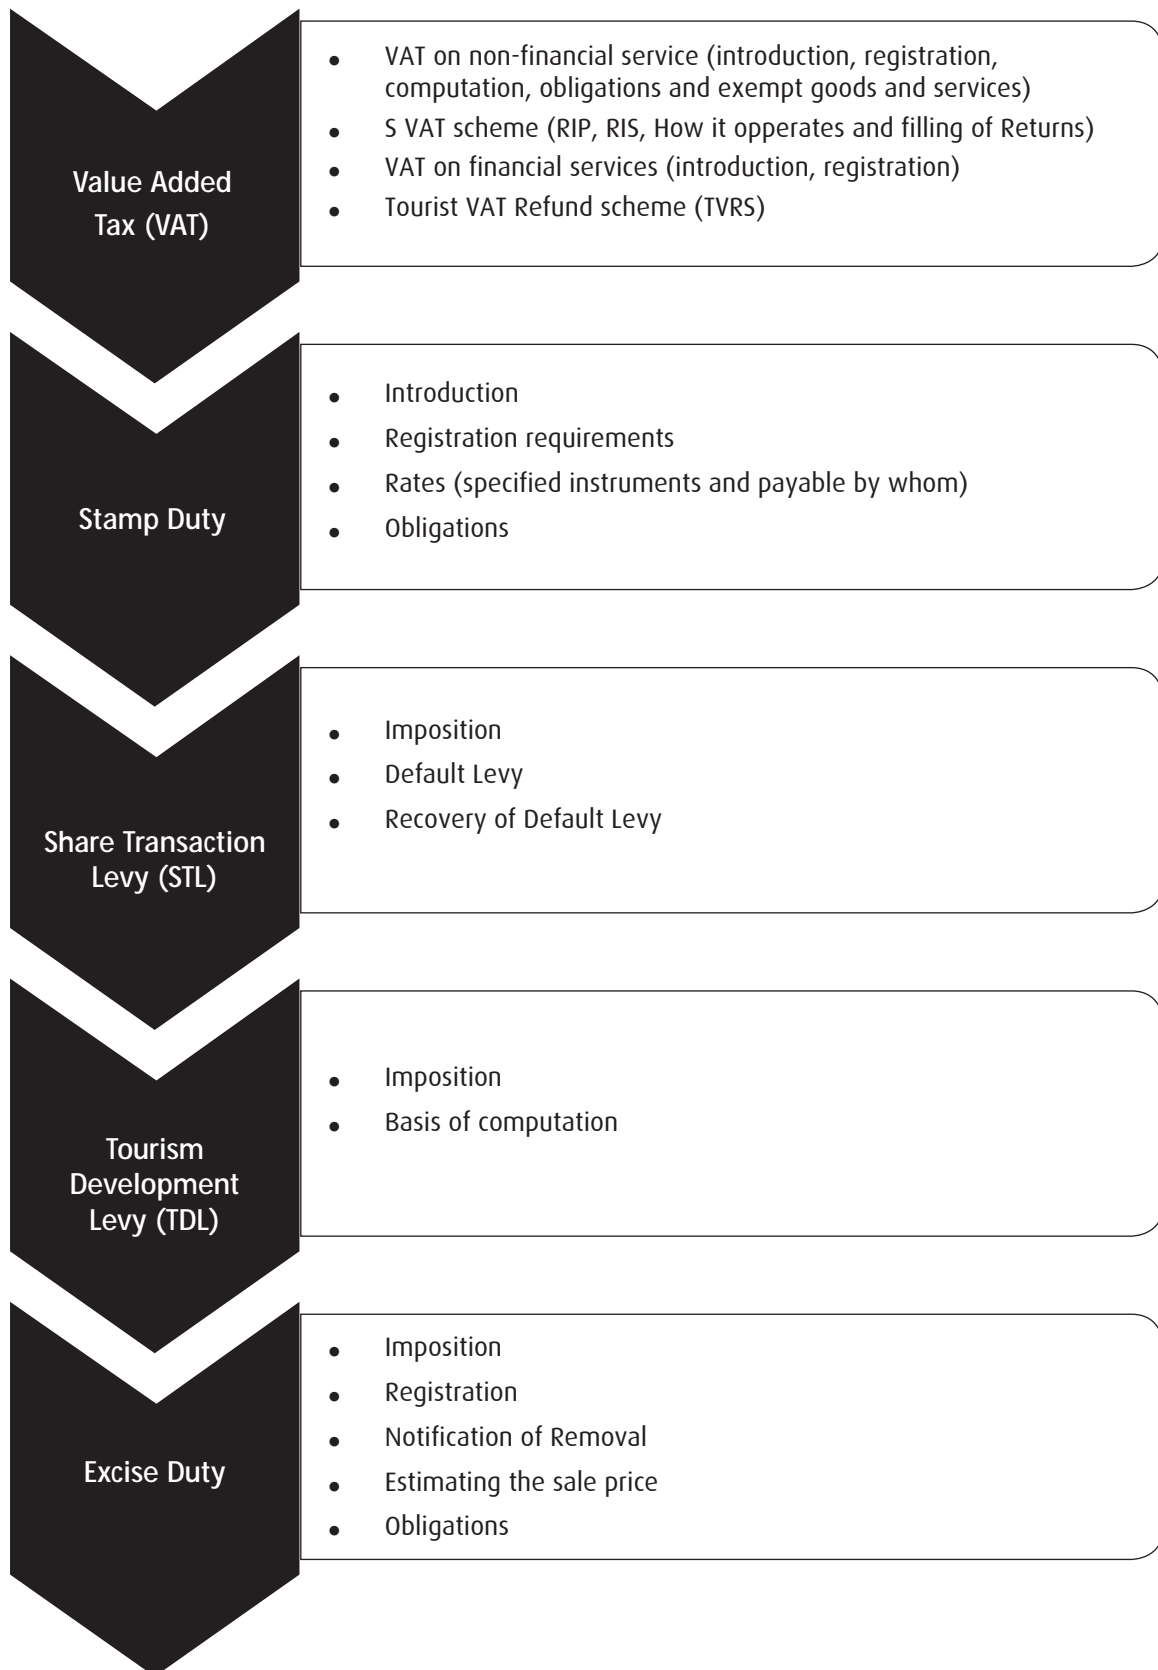 Value Added
Tax (VAT)
• VAT on non-financial service (introduction, registration,
computation, obligations and exempt goods and services)
• S VAT scheme (RIP, RIS, How it opperates and filling of Returns)
• VAT on financial services (introduction, registration)
• Tourist VAT Refund scheme (TVRS)
Stamp Duty
• Introduction
• Registration requirements
• Rates (specified instruments and payable by whom)
• Obligations
Share Transaction
Levy (STL)
• Imposition
• Default Levy
• Recovery of Default Levy
Tourism
Development
Levy (TDL)
• Imposition
• Basis of computation
Excise Duty
• Imposition
• Registration
• Notification of Removal
• Estimating the sale price
• Obligations